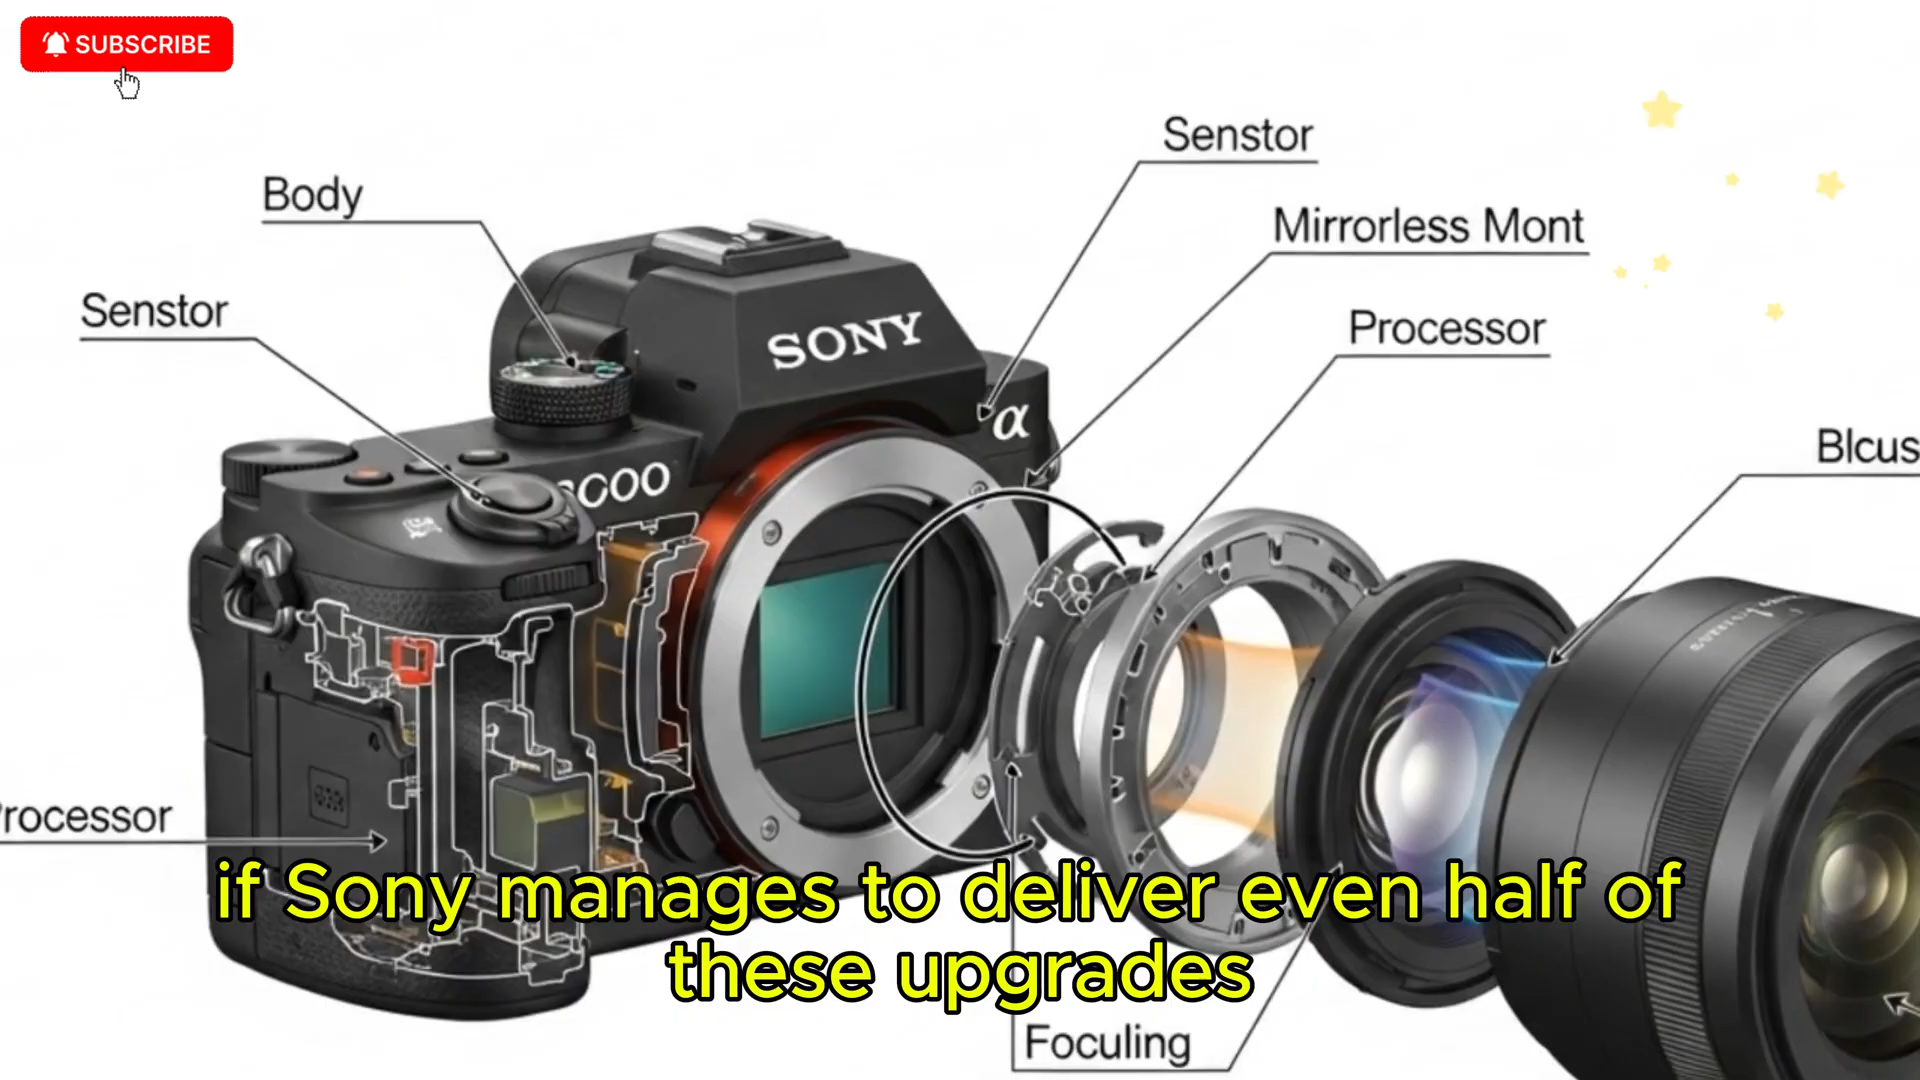 SUBSCRIBE
Senstor
Body
Mirrorless Mont
Senstor
Processor
SONY
α
Blcus
rocessor
if Sony manages to deliver even half of
these upgrades
Foculing